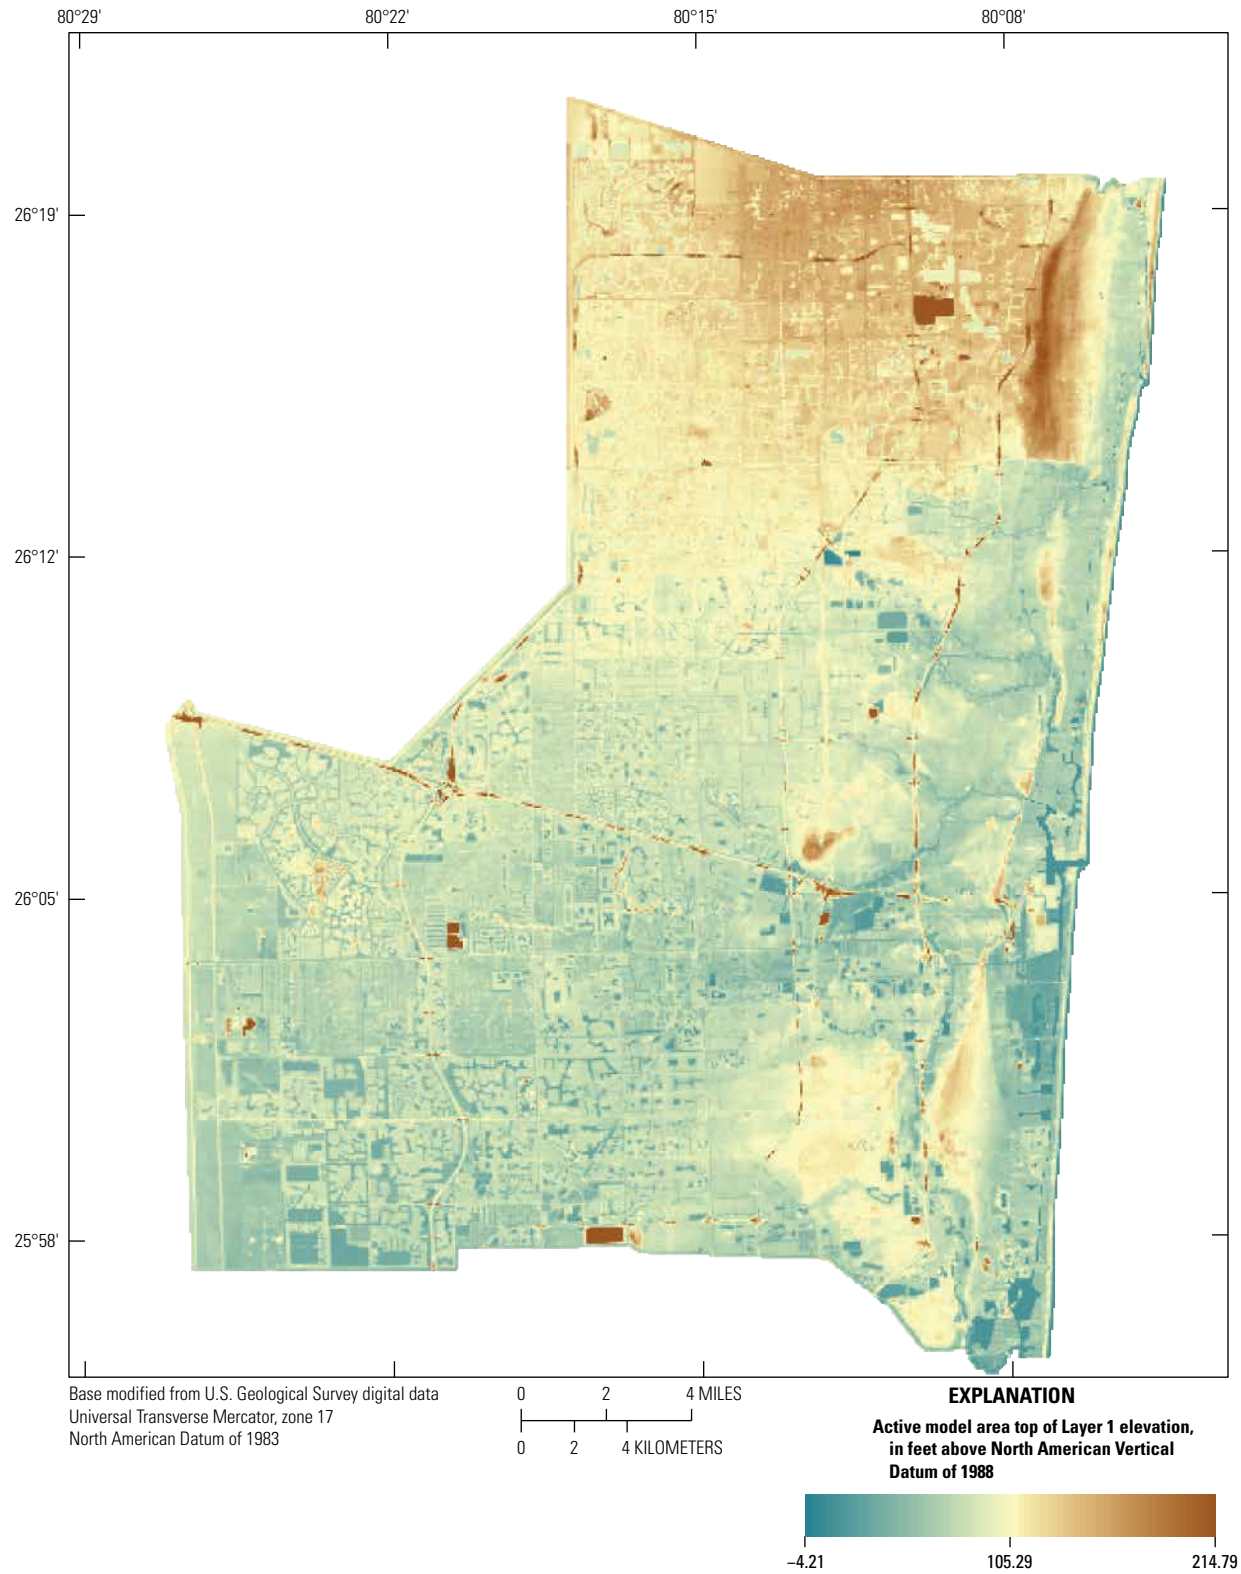 80°29' 80°22' 80°15' 80°08'
26°19'
26°12'
26°05'
25°58'
Base modified from U.S. Geological Survey digital data
Universal Transverse Mercator, zone 17
North American Datum of 1983
0 2 4 MILES
0 2 4 KILOMETERS
EXPLANATION
Active model area top of Layer 1 elevation,
in feet above North American Vertical
Datum of 1988
−4.21 105.29 214.79